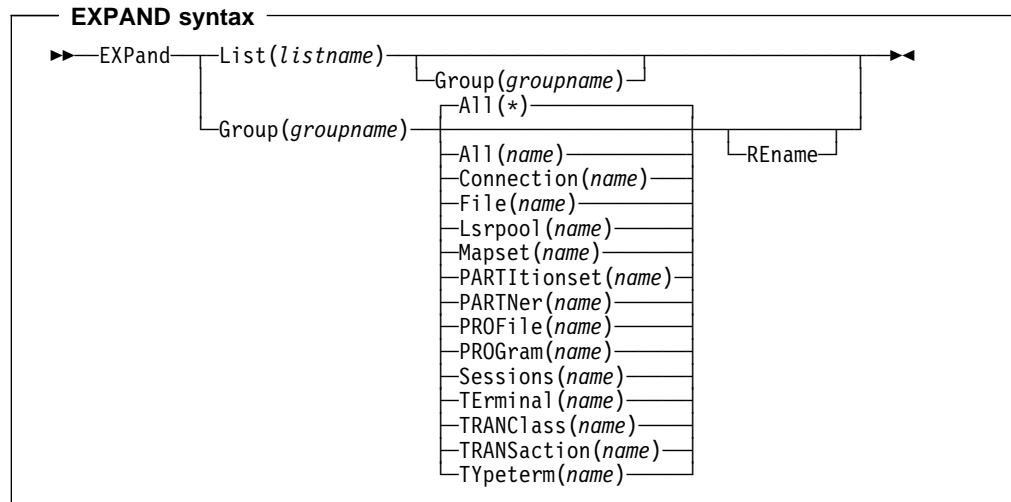 EXPAND syntax
►►─EXPand─List(listname)─►◄
Group(groupname)
All(*)
Group(groupname)
All(name) REname
Connection(name)
File(name)
Lsrpool(name)
Mapset(name)
PARTItionset(name)
PARTNer(name)
PROFile(name)
PROGram(name)
Sessions(name)
TErminal(name)
TRANClass(name)
TRANSaction(name)
TYpeterm(name)